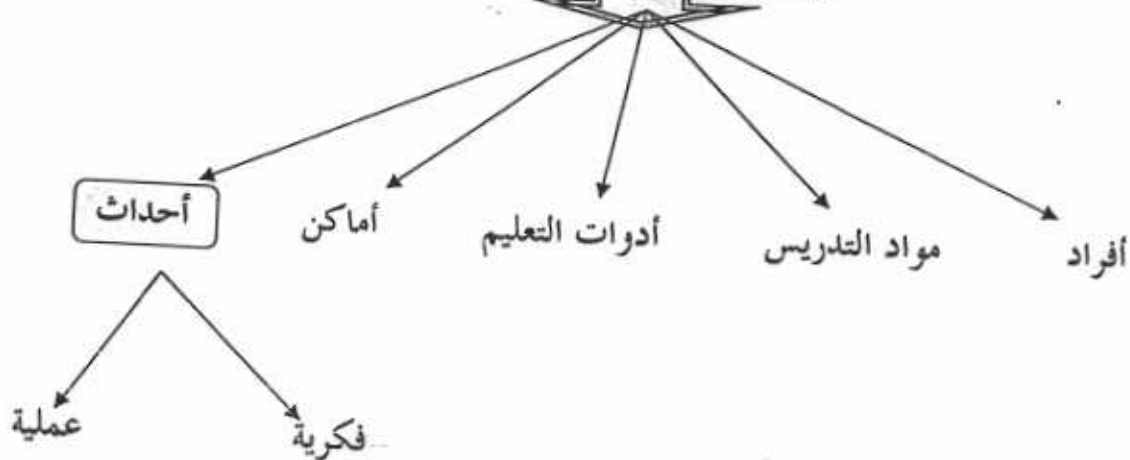 أفراد
مواد التدريس
أدوات التعليم
أماكن
أحداث
فكرية
عملية